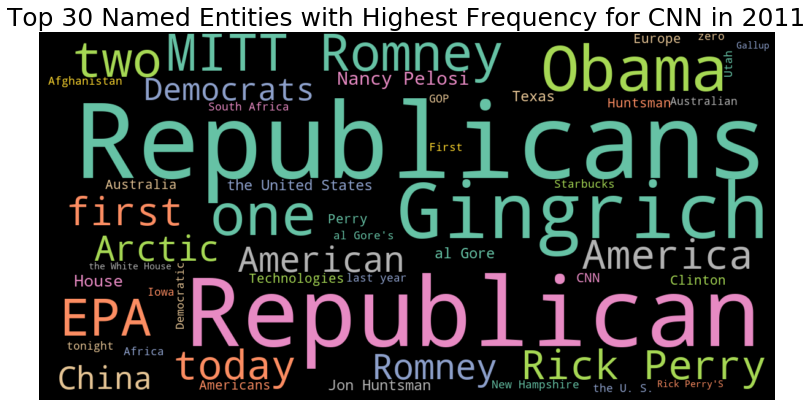 Top 30 Named Entities with Highest Frequency for CNN in 2011
two
MITT Romney
Europe
zero
Gallup
Obama
Utah
Afghanistan
Democrats
Nancy Pelosi
South Africa
GOP
Texas
Huntsman
Australian
Republicans
First
Australia
the United States
Starbucks
first
one
Perry
Gingrich
al Gore's
Arctic
American
al Gore
America
the White House
House
Technologies
last year
CNN
Clinton
Iowa
Democratic
Republican
EPA
tonight
Africa
today
Romney
Rick Perry
China
Americans
Jon Huntsman
New Hampshire
the U. S.
Rick Perry'S